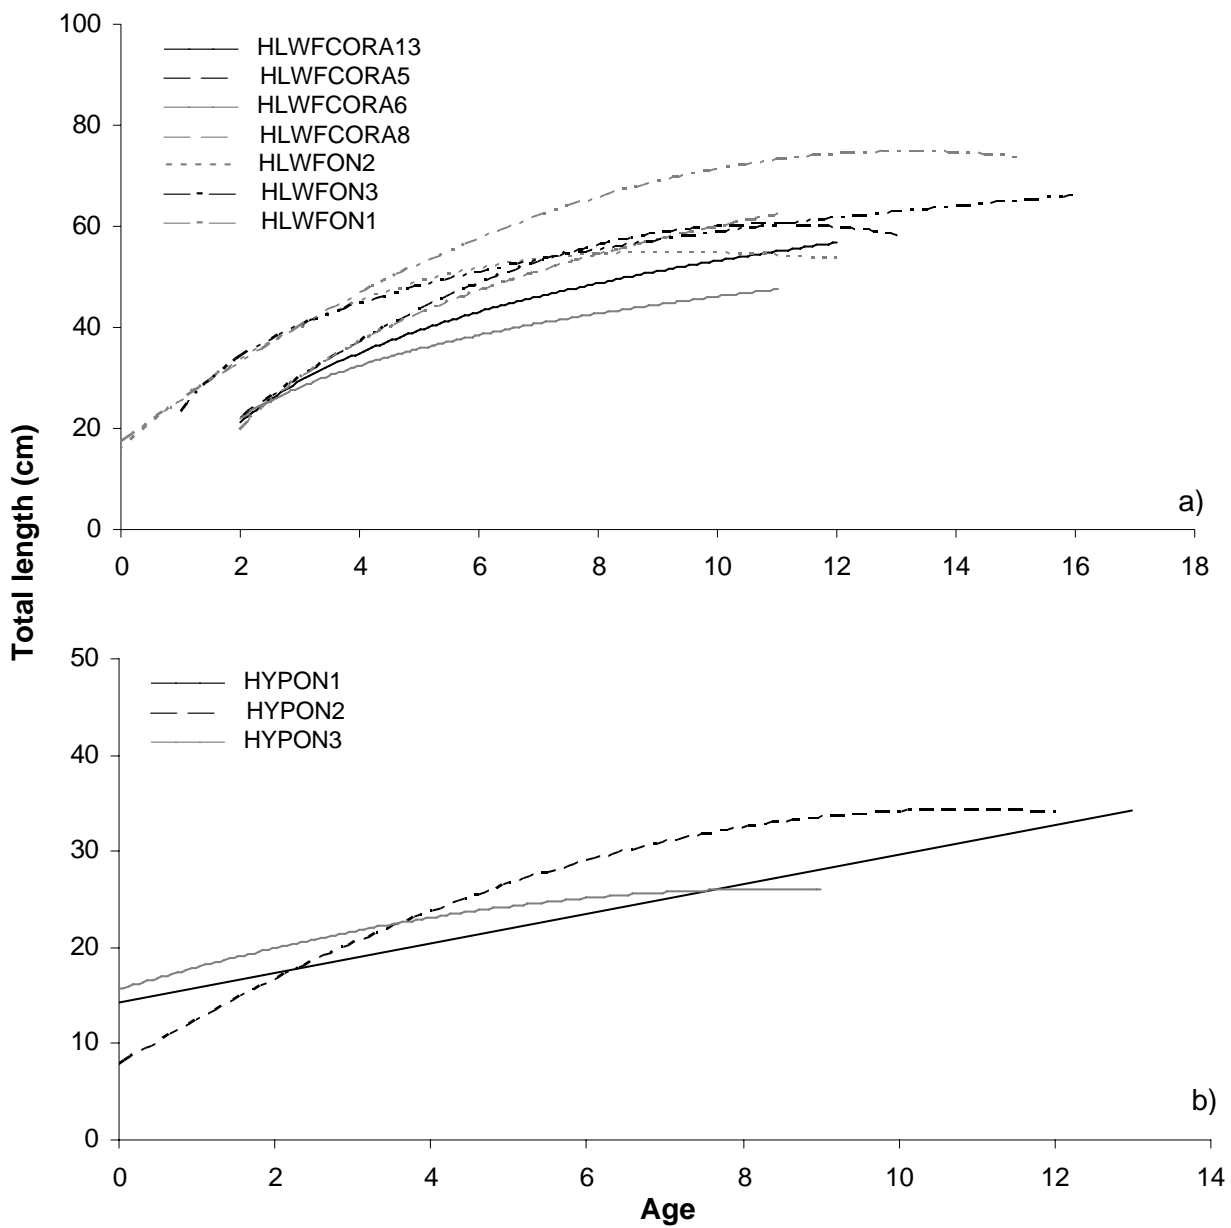 100
80
60
40
20
0
HLWFCORA13
HLWFCORA5
HLWFCORA6
HLWFCORA8
HLWFON2
HLWFON3
HLWFON1
a)
0 2 4 6 8 10 12 14 16 18
Total length (cm)
50
40
30
20
10
0
HYPON1
HYPON2
HYPON3
b)
0 2 4 6 8 10 12 14
Age